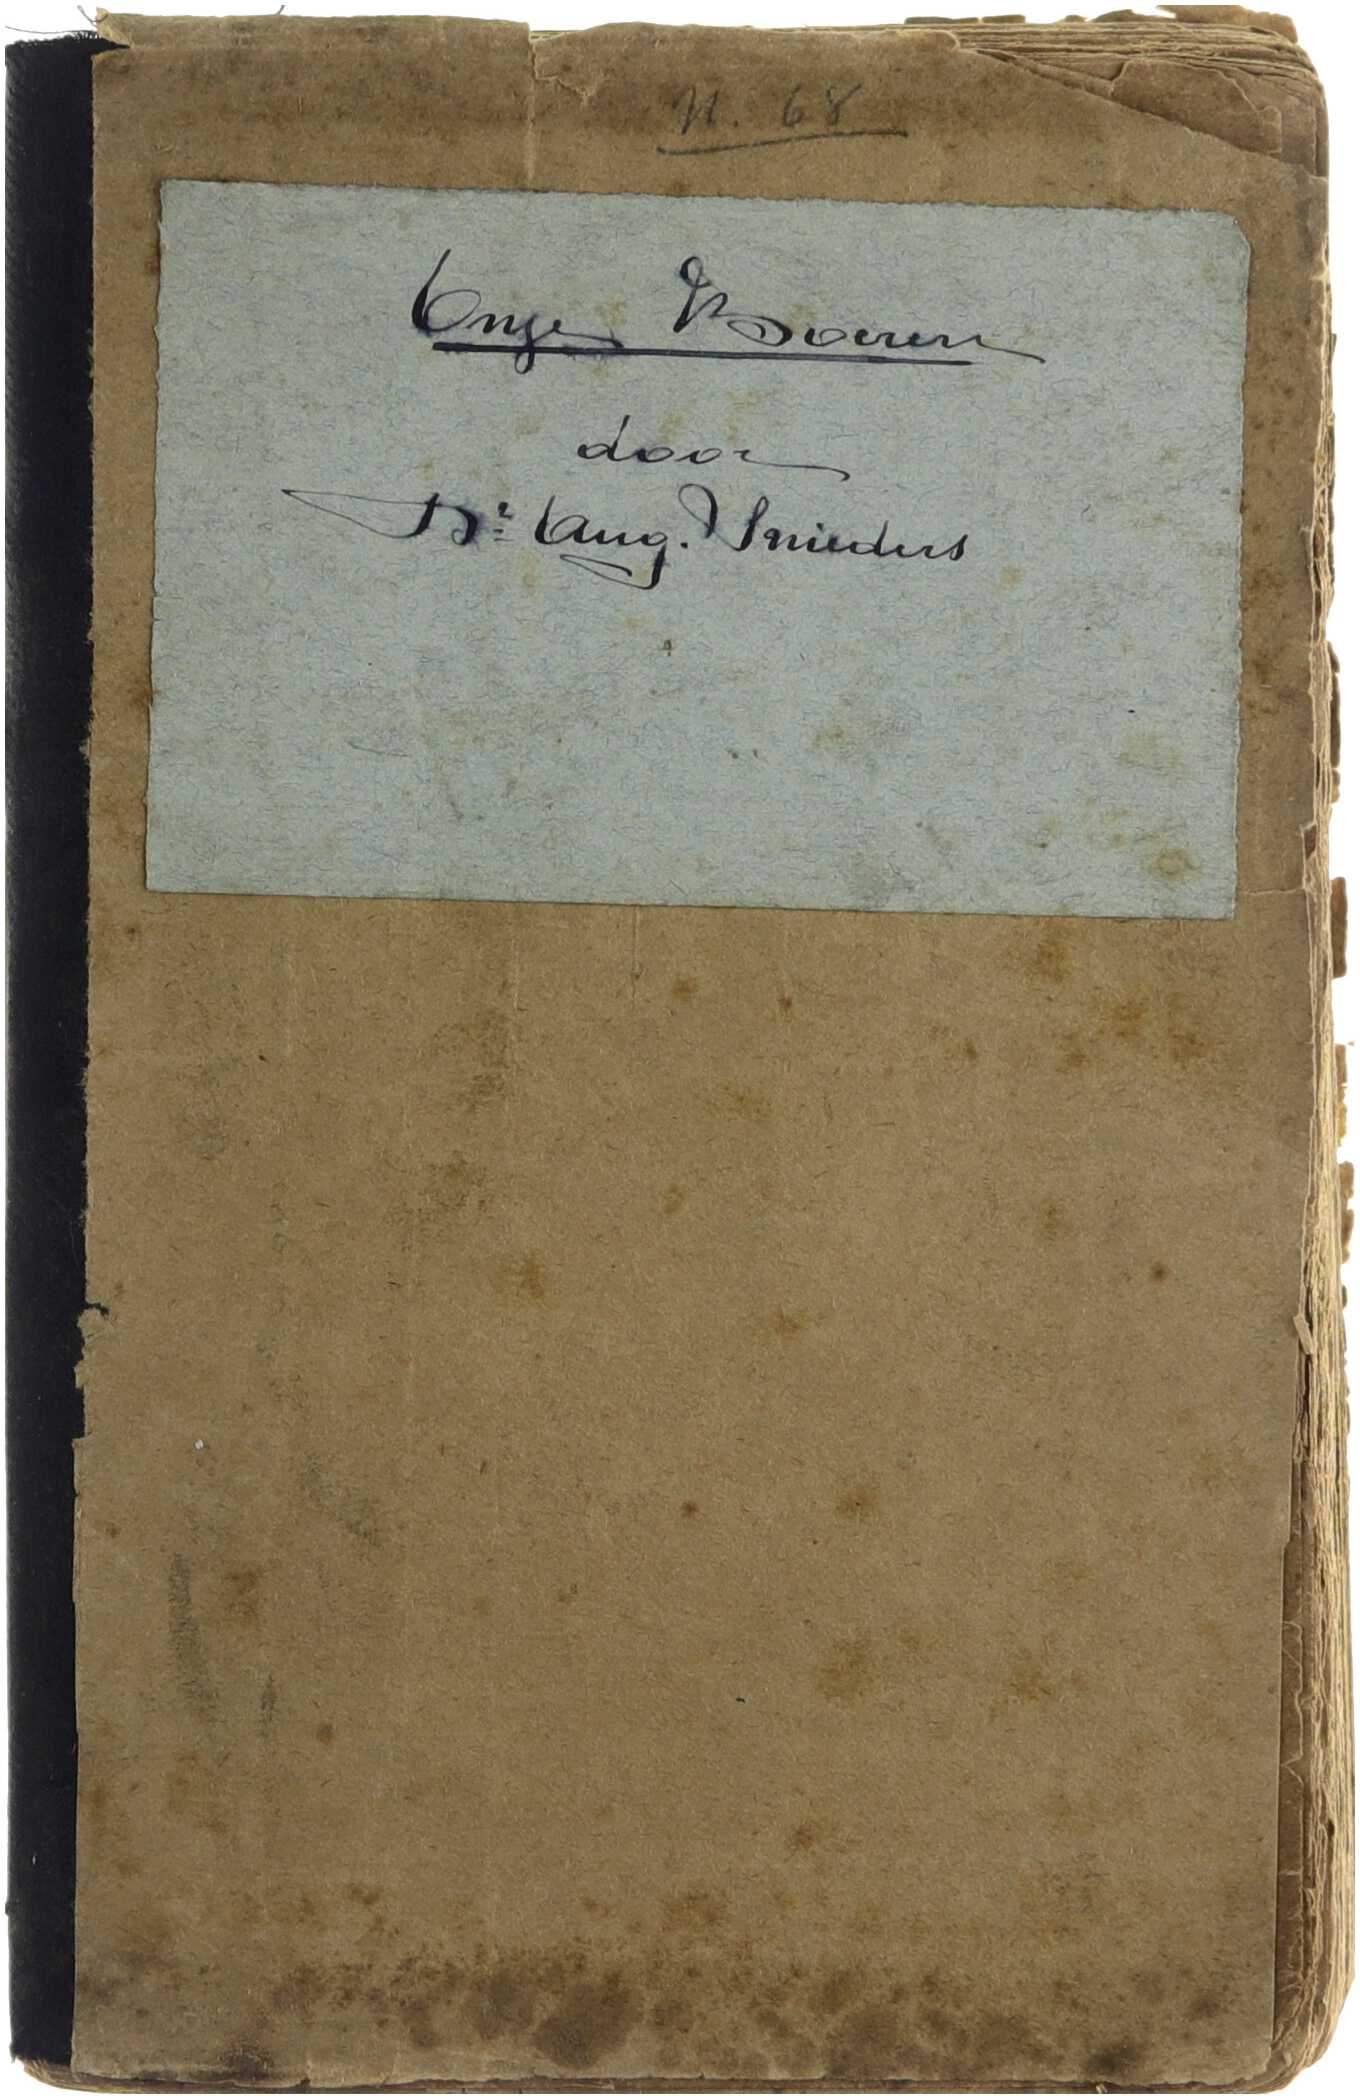 N. 68
Onze Boeren
door
Dr Aug. Snieders